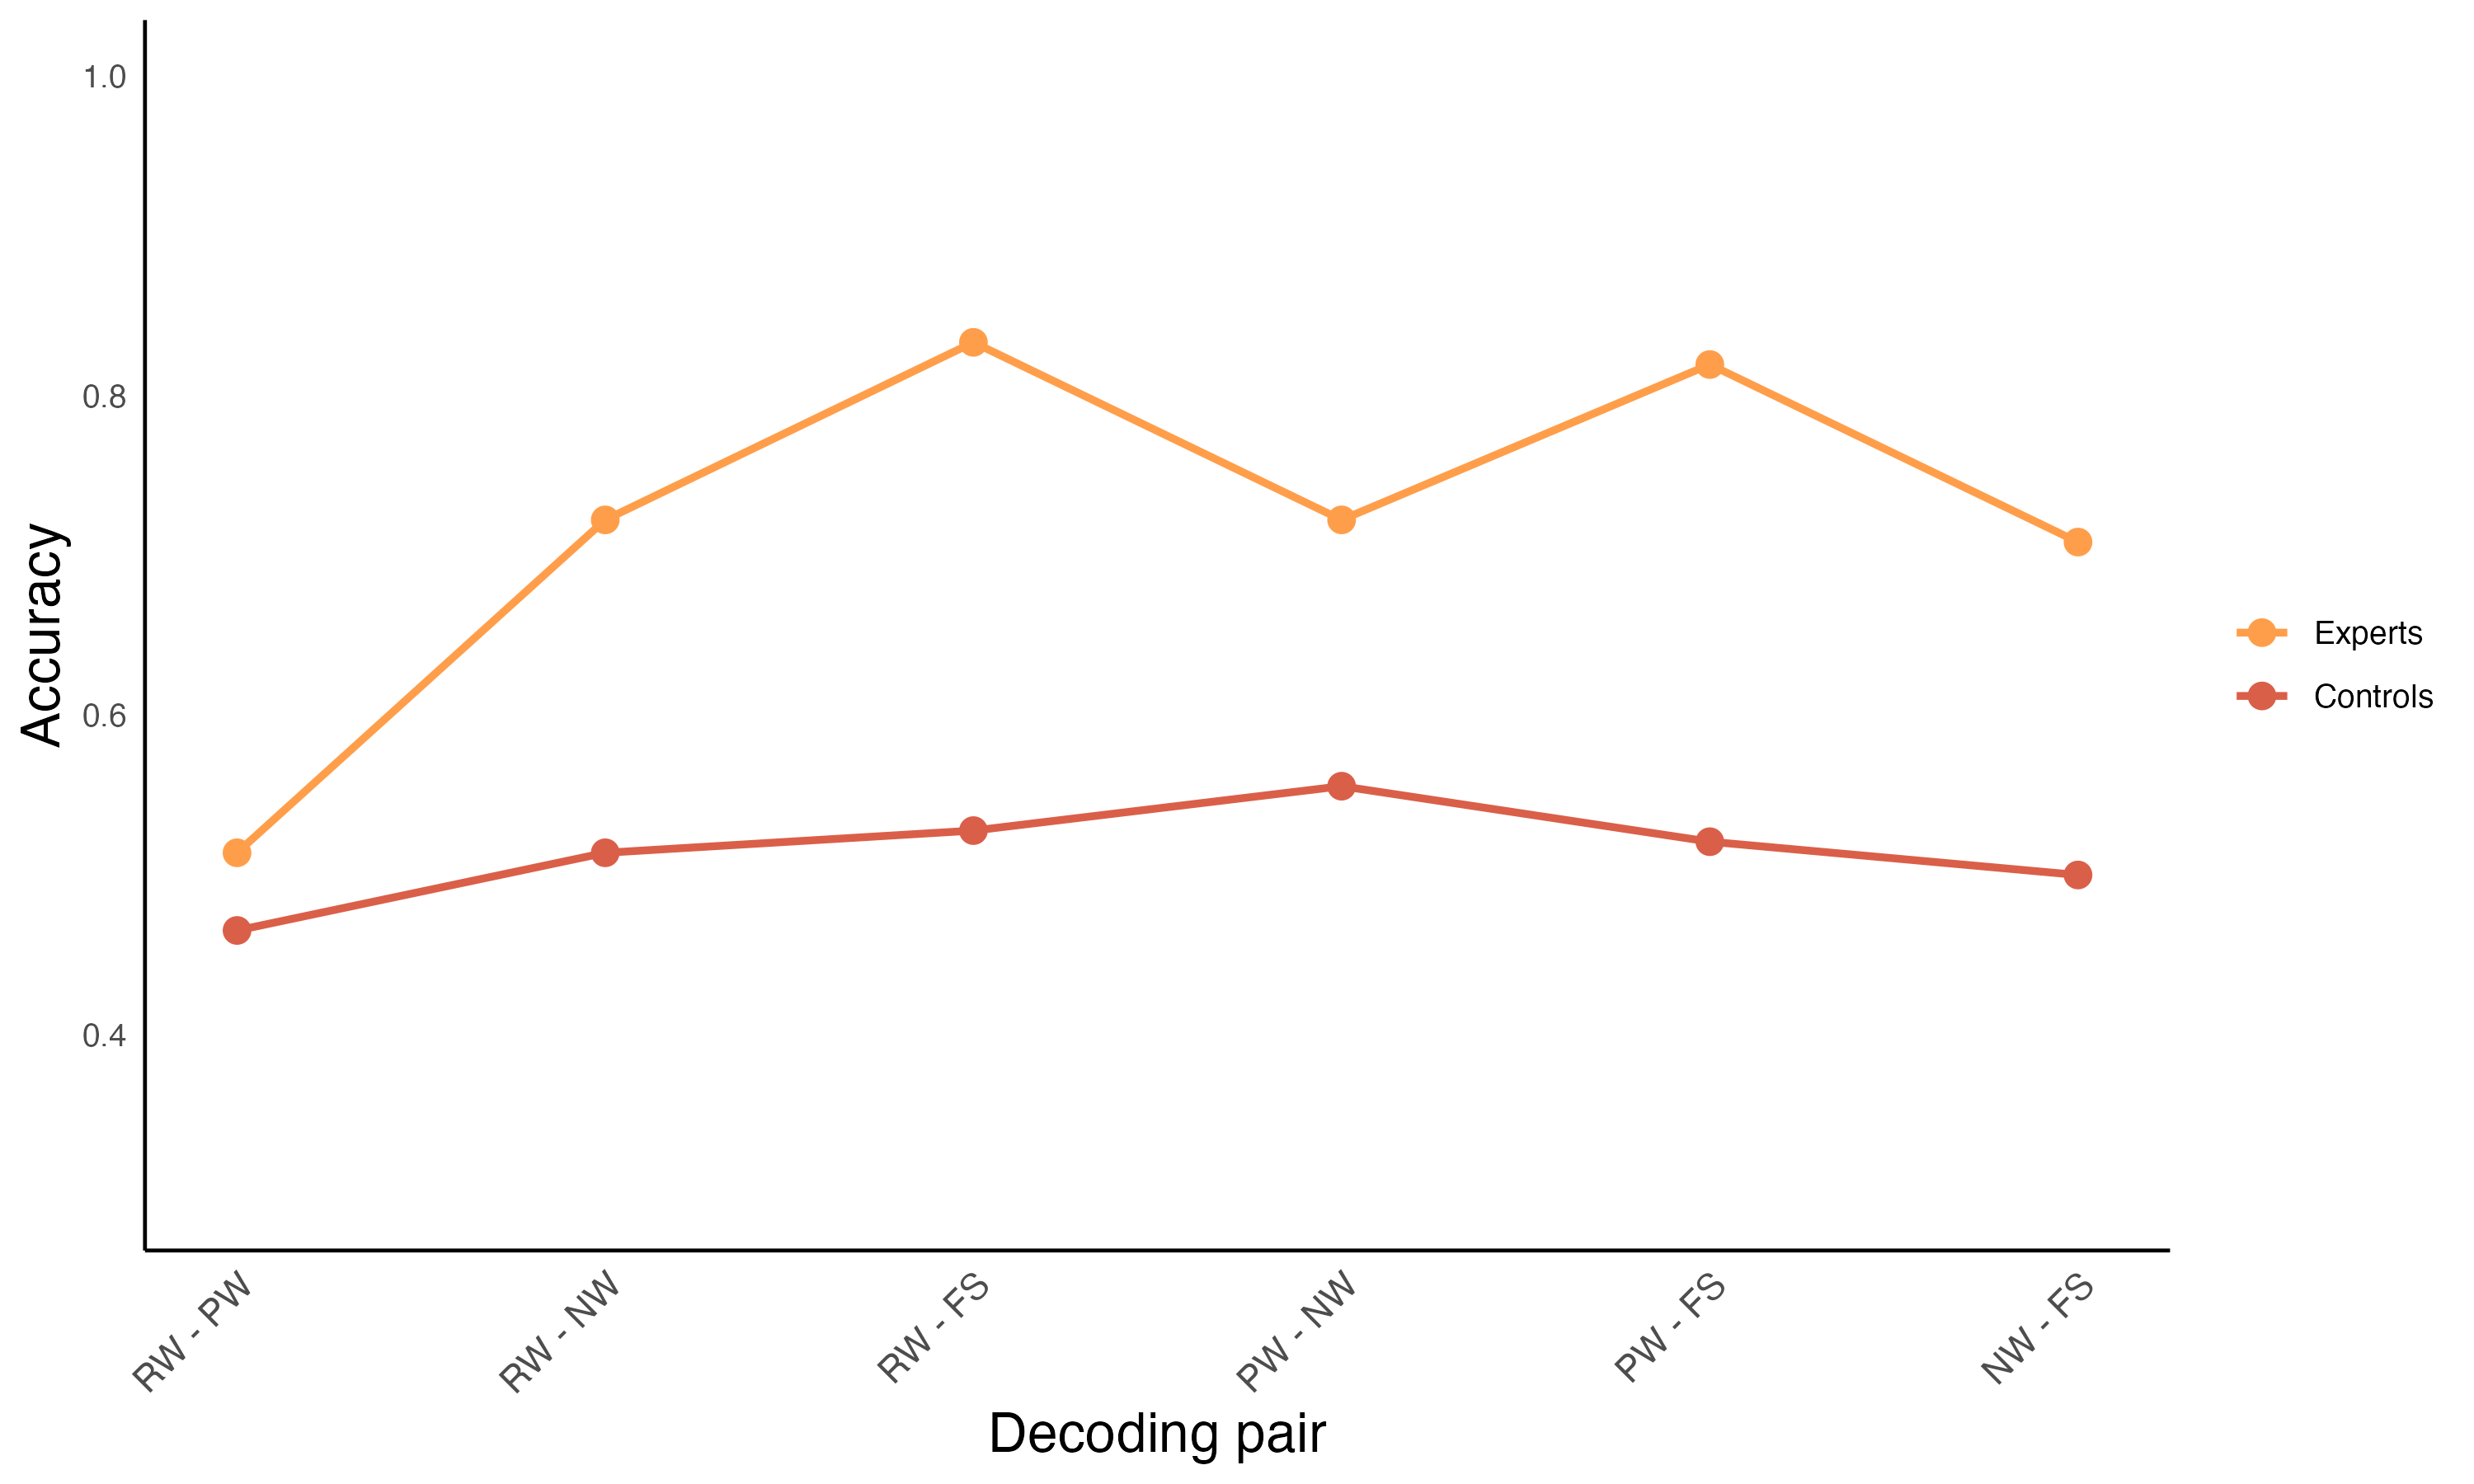 Accuracy
1.0
0.8
0.6
0.4
RW - PW
RW - NW
RW - FS
PW - NW
PW - FS
NW - FS
Decoding pair
Experts
Controls